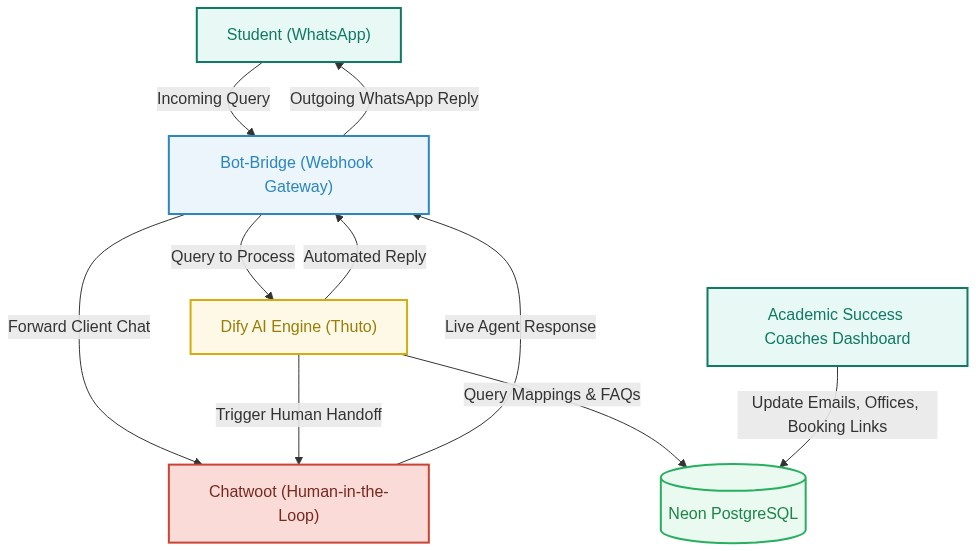 Student (WhatsApp)
Incoming Query
Outgoing WhatsApp Reply
Bot-Bridge (Webhook
Gateway)
Query to Process
Automated Reply
Forward Client Chat
Dify AI Engine (Thuto)
Live Agent Response
Academic Success
Coaches Dashboard
Trigger Human Handoff
Query Mappings & FAQs
Update Emails, Offices,
Booking Links
Chatwoot (Human-in-the-
Loop)
Neon PostgreSQL